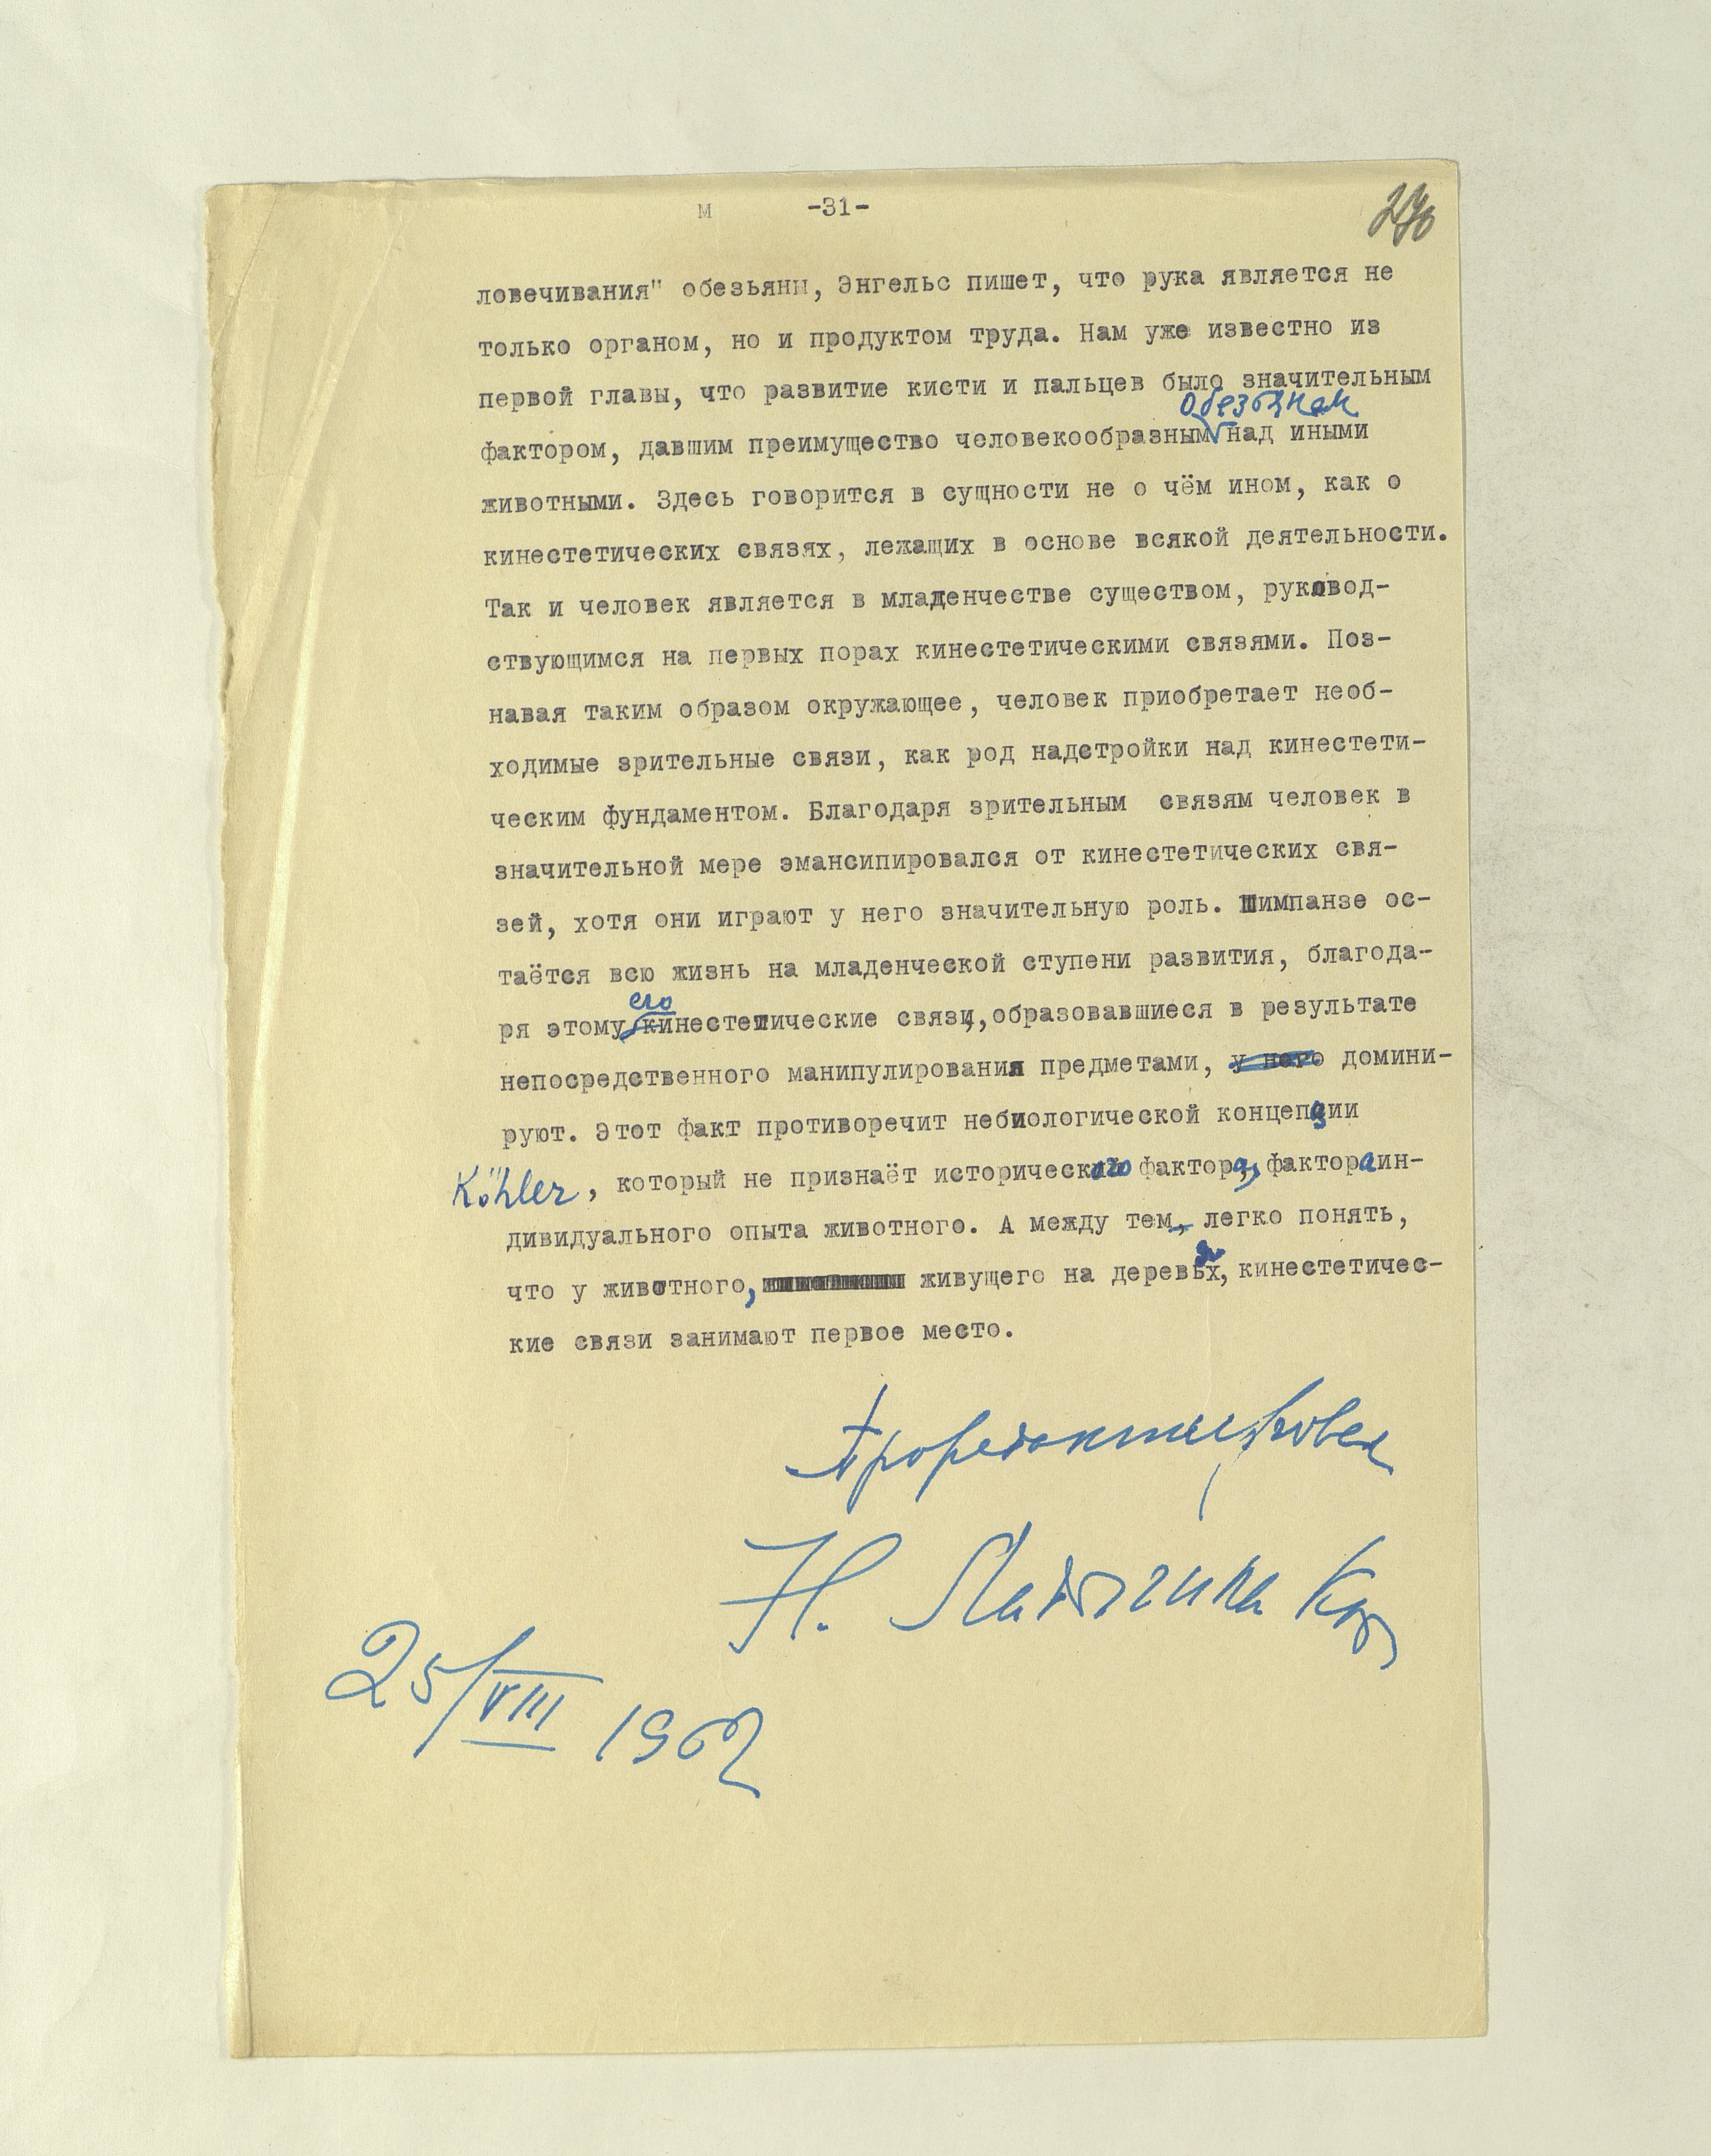 м -31- 270
ловечивания" обезьяны, Энгельс пишет, что рука является не
только органом, но и продуктом труда. Нам уже известно из
первой главы, что развитие кисти и пальцев было значительным
обезьянам
фактором, давшим преимущество человекообразным над иными
животными. Здесь говорится в сущности не о чём ином, как о
кинестетических связях, лежащих в основе всякой деятельности.
Так и человек является в младенчестве существом, руковод-
ствующимся на первых порах кинестетическими связями. Поз-
навая таким образом окружающее, человек приобретает необ-
ходимые зрительные связи, как род надстройки над кинестети-
ческим фундаментом. Благодаря зрительным связям человек в
значительной мере эмансипировался от кинестетических свя-
зей, хотя они играют у него значительную роль. Шимпанзе ос-
таётся всю жизнь на младенческой ступени развития, благода-
его
ря этому кинестетические связи, образовавшиеся в результате
непосредственного манипулирования предметами, у него домини-
руют. Этот факт противоречит небиологической концепции
Köhler, который не признаёт исторического фактора, фактора ин-
дивидуального опыта животного. А между тем, легко понять,
что у животного, живущего на деревьях, кинестетичес-
кие связи занимают первое место.
Проредактировал
Н. Ладыгина Котс
25/VIII 1962